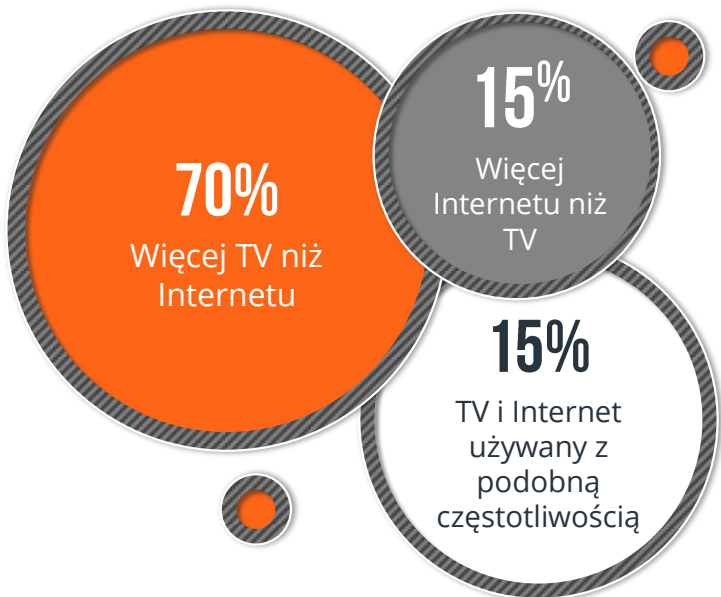 70%
Więcej TV niż
Internetu
15%
Więcej
Internetu niż
TV
15%
TV i Internet
używany z
podobną
częstotliwością